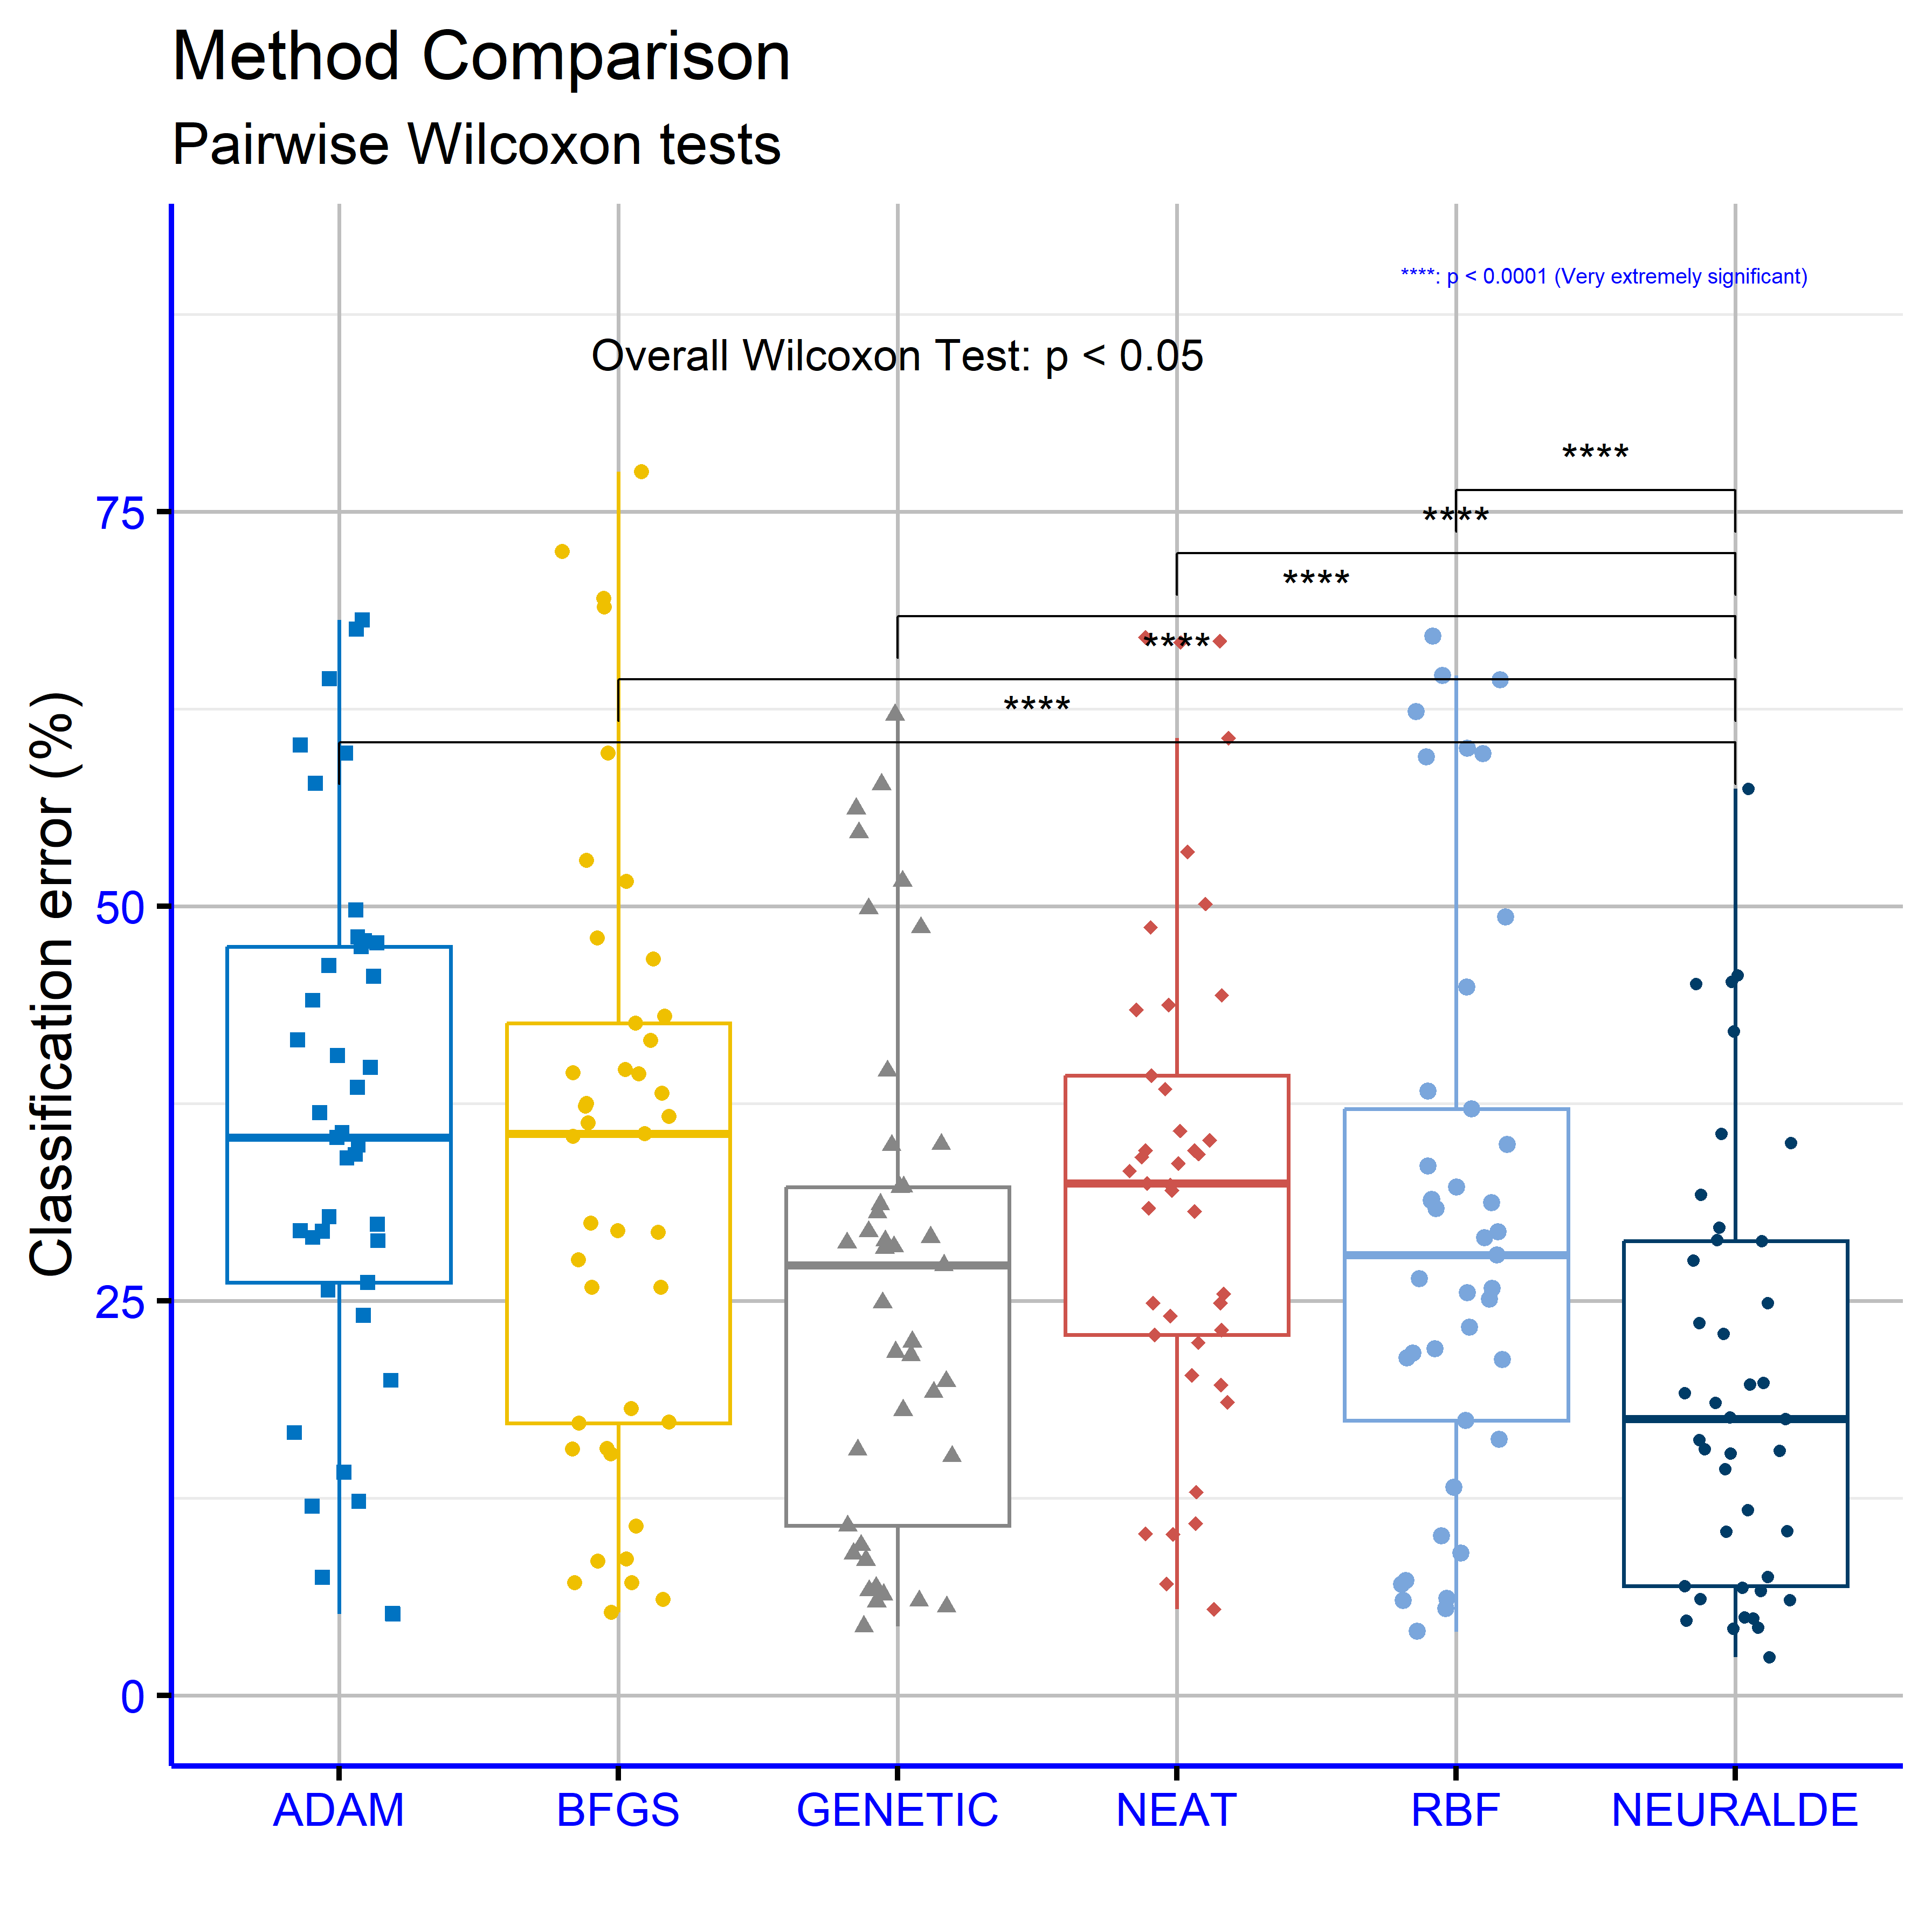 Method Comparison
Pairwise Wilcoxon tests
****: p < 0.0001 (Very extremely significant)
Overall Wilcoxon Test: p < 0.05
****
****
****
****
****
Classification error (%)
75
50
25
0
ADAM BFGS GENETIC NEAT RBF NEURALDE